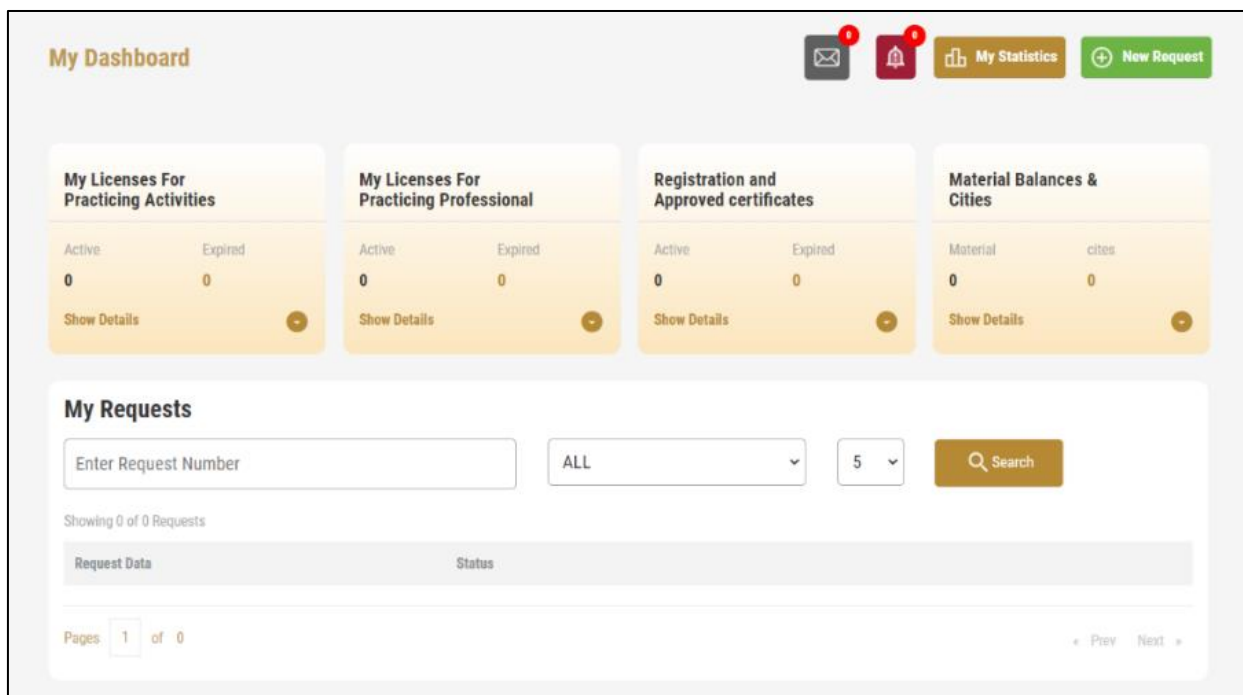 My Dashboard
0
0
My Statistics
New Request
My Licenses For
Practicing Activities
Active Expired
0 0
Show Details
My Licenses For
Practicing Professional
Active Expired
0 0
Show Details
Registration and
Approved certificates
Active Expired
0 0
Show Details
Material Balances &
Cities
Material cites
0 0
Show Details
My Requests
Enter Request Number
ALL
5
Search
Showing 0 of 0 Requests
Request Data Status
Pages 1 of 0
« Prev Next »